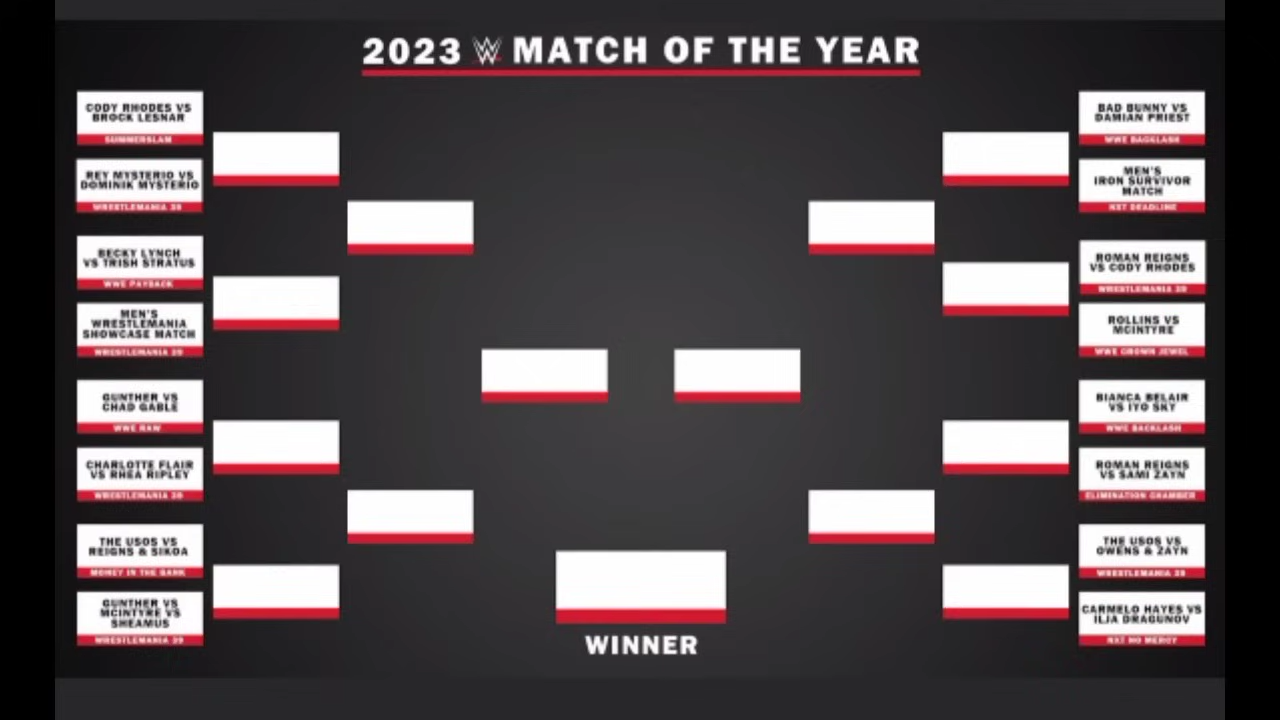 2023 W MATCH OF THE YEAR
CODY RHODES VS
BROCK LESNAR
SUMMERSLAM
REY MYSTERIO VS
DOMINIK MYSTERIO
WRESTLEMANIA 39
BECKY LYNCH
VS TRISH STRATUS
WWE PAYBACK
MEN'S
WRESTLEMANIA
SHOWCASE MATCH
WRESTLEMANIA 39
GUNTHER VS
CHAD GABLE
WWE RAW
CHARLOTTE FLAIR
VS RHEA RIPLEY
WRESTLEMANIA 39
THE USOS VS
REIGNS & SIKOA
MONEY IN THE BANK
GUNTHER VS
MCINTYRE VS
SHEAMUS
WRESTLEMANIA 39
BAD BUNNY VS
DAMIAN PRIEST
WWE BACKLASH
MEN'S
IRON SURVIVOR
MATCH
NXT DEADLINE
ROMAN REIGNS
VS CODY RHODES
WRESTLEMANIA 39
ROLLINS VS
MCINTYRE
WWE CROWN JEWEL
BIANCA BELAIR
VS IYO SKY
WWE BACKLASH
ROMAN REIGNS
VS SAMI ZAYN
ELIMINATION CHAMBER
THE USOS VS
OWENS & ZAYN
WRESTLEMANIA 39
CARMELO HAYES VS
ILJA DRAGUNOV
NXT NO MERCY
WINNER